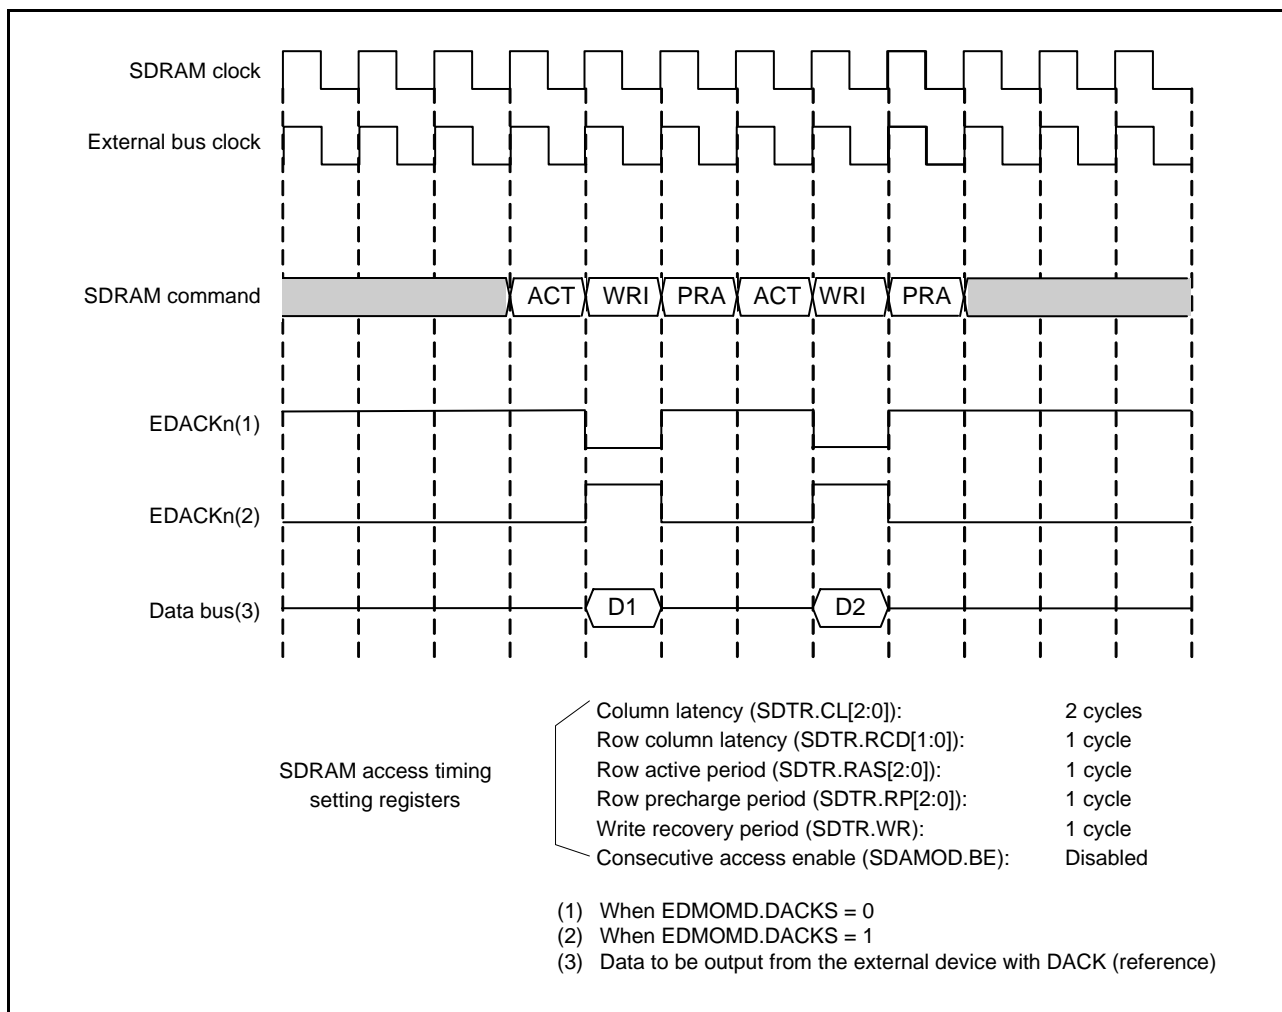 SDRAM clock
External bus clock
SDRAM command
ACT WRI PRA ACT WRI PRA
EDACKn(1)
EDACKn(2)
Data bus(3)
D1 D2
SDRAM access timing
setting registers
Column latency (SDTR.CL[2:0]): 2 cycles
Row column latency (SDTR.RCD[1:0]): 1 cycle
Row active period (SDTR.RAS[2:0]): 1 cycle
Row precharge period (SDTR.RP[2:0]): 1 cycle
Write recovery period (SDTR.WR): 1 cycle
Consecutive access enable (SDAMOD.BE): Disabled
(1) When EDMOMD.DACKS = 0
(2) When EDMOMD.DACKS = 1
(3) Data to be output from the external device with DACK (reference)